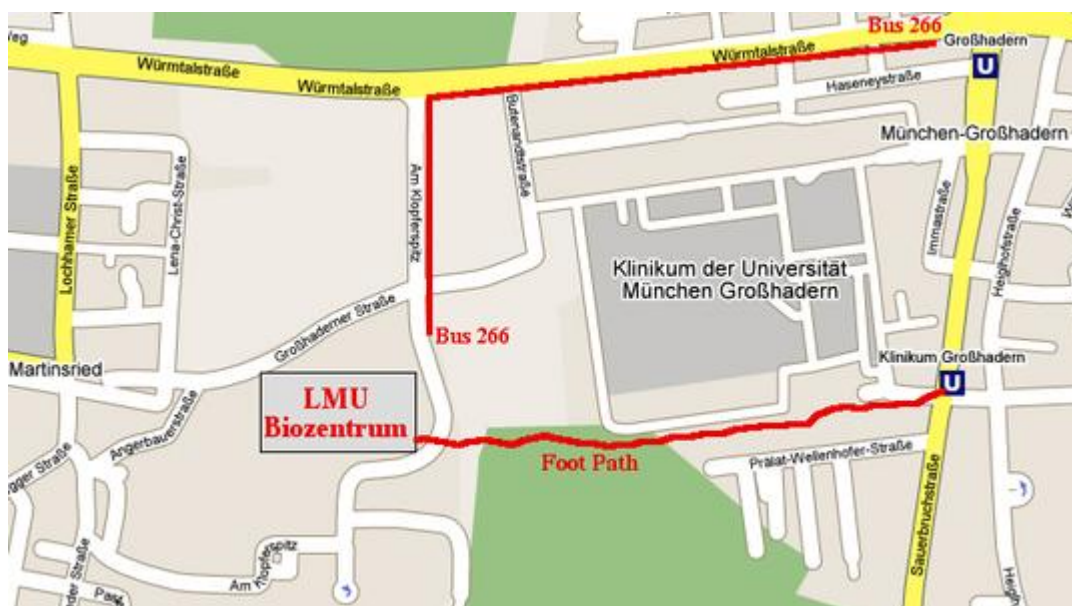 Weg
Würmtalstraße
Würmtalstraße
Würmtalstraße
Bus 266
Großhadern
U
Haseneystraße
Butenandtstraße
München-Großhadern
Lochhamer Straße
Lena-Christ-Straße
Am Klopferspitz
Immastraße
Heiglhofstraße
Klinikum der Universität
München Großhadern
Großhaderner Straße
Bus 266
Klinikum Großhadern
U
Martinsried
LMU
Biozentrum
Angerbauerstraße
Foot Path
Prälat-Wellenhofer-Straße
Sauerbruchstraße
Am Klopferspitz